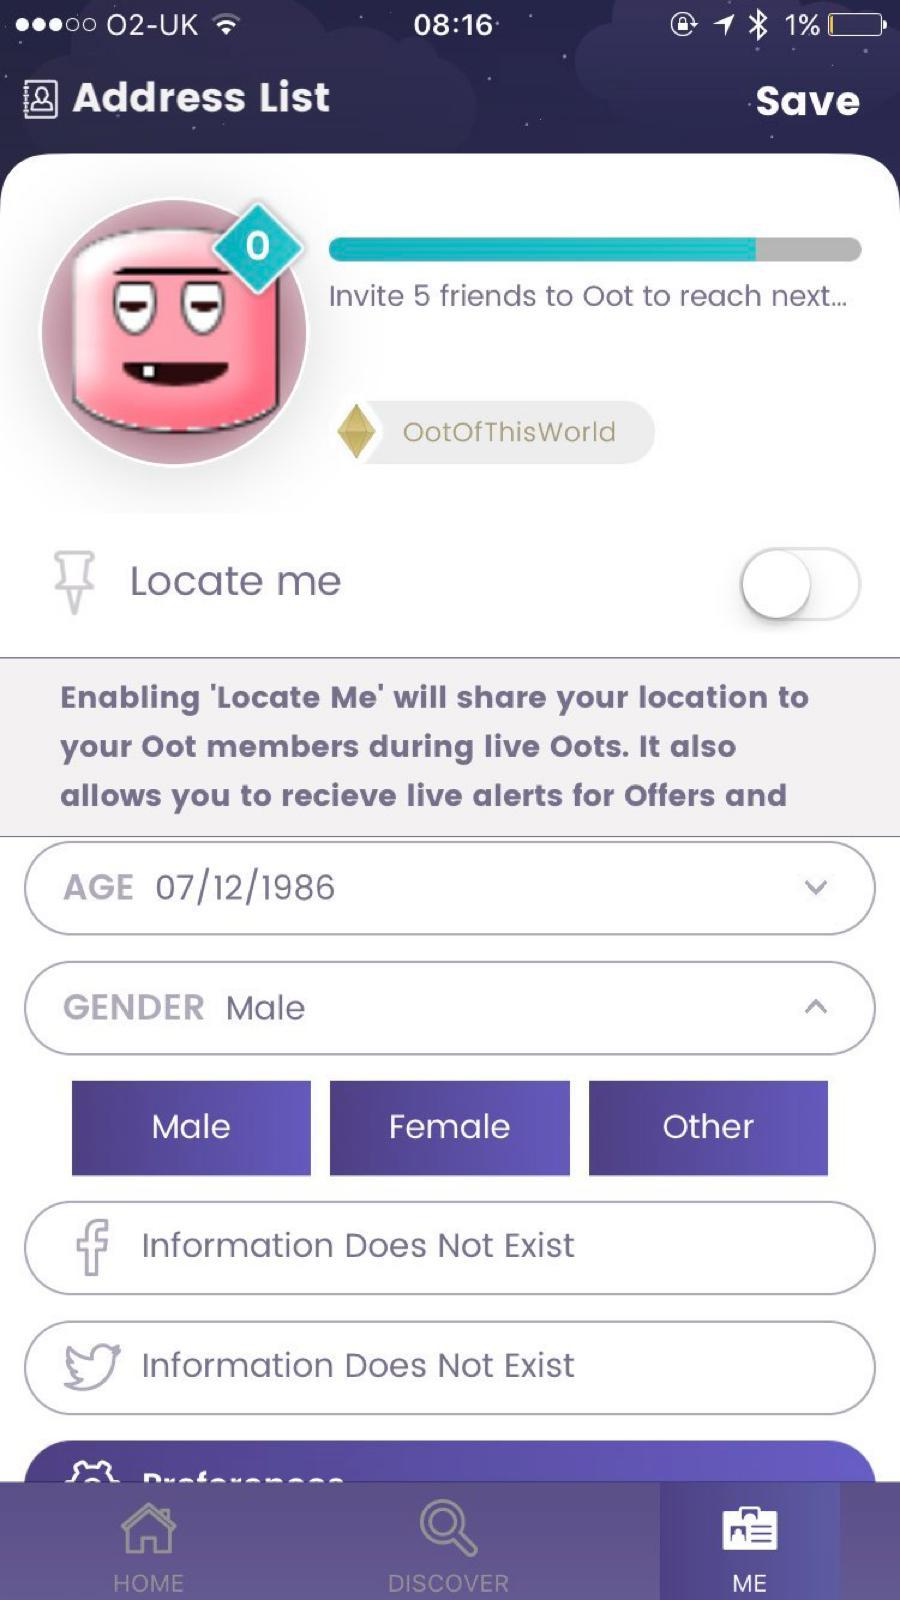 O2-UK 08:16 1%
Address List Save
0
Invite 5 friends to Oot to reach next...
OotOfThisWorld
Locate me
Enabling 'Locate Me' will share your location to
your Oot members during live Oots. It also
allows you to recieve live alerts for Offers and
AGE 07/12/1986
GENDER Male
Male Female Other
Information Does Not Exist
Information Does Not Exist
Preferences
HOME DISCOVER ME